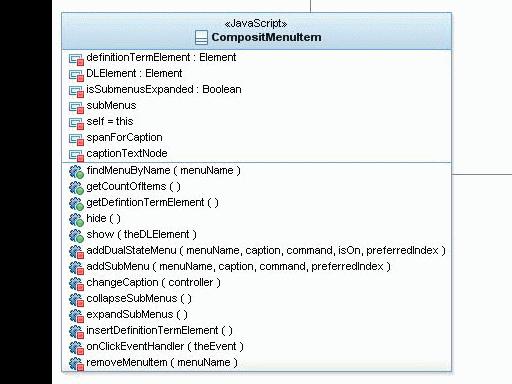 «JavaScript»
CompositMenuItem
definitionTermElement : Element
DLElement : Element
isSubmenusExpanded : Boolean
subMenus
self = this
spanForCaption
captionTextNode
findMenuByName ( menuName )
getCountOfItems ( )
getDefintionTermElement ( )
hide ( )
show ( theDLElement )
addDualStateMenu ( menuName, caption, command, isOn, preferredIndex )
addSubMenu ( menuName, caption, command, preferredIndex )
changeCaption ( controller )
collapseSubMenus ( )
expandSubMenus ( )
insertDefinitionTermElement ( )
onClickEventHandler ( theEvent )
removeMenuItem ( menuName )